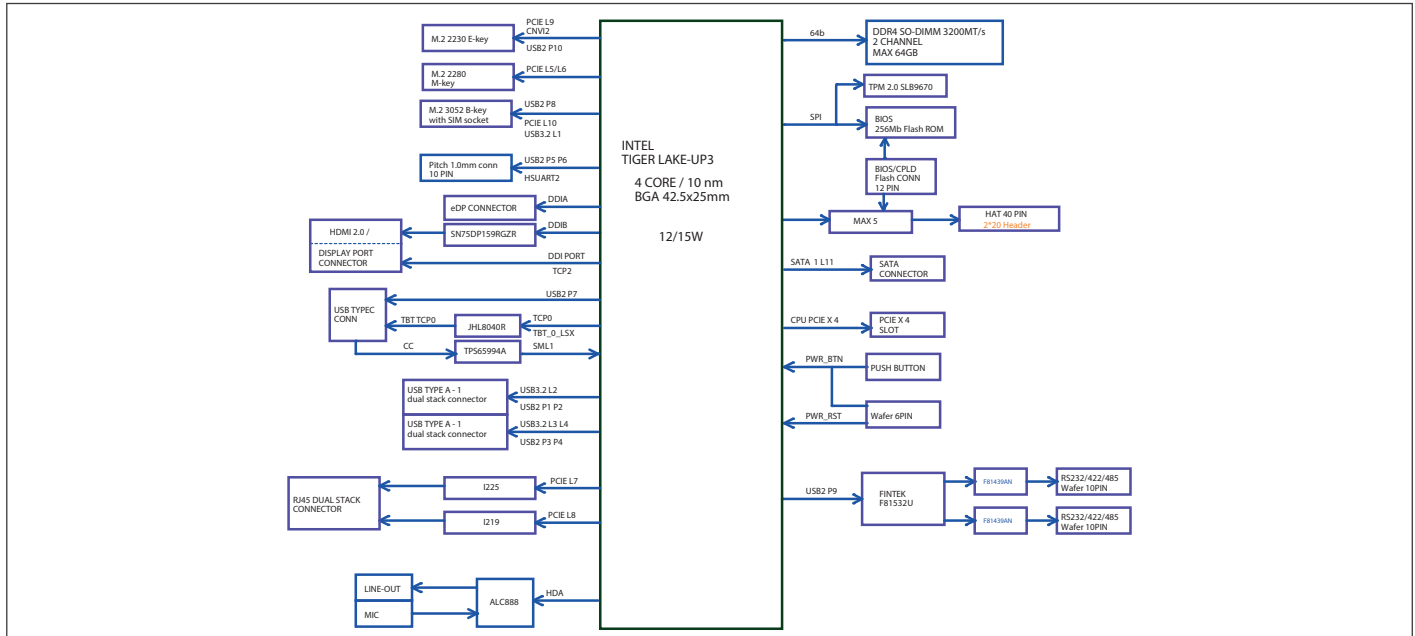 PCIE L9
CNVI2
M.2 2230 E-key
USB2 P10
PCIE L5/L6
M.2 2280
M-key
USB2 P8
M.2 3052 B-key
with SIM socket
PCIE L10
USB3.2 L1
Pitch 1.0mm conn
10 PIN
USB2 P5 P6
HSUART2
DDIA
eDP CONNECTOR
HDMI 2.0 /
DISPLAY PORT
CONNECTOR
SN75DP159RGZR
DDIB
DDI PORT
TCP2
USB2 P7
USB TYPEC
CONN
TBT TCP0
JHL8040R
TCP0
TBT_0_LSX
CC
TPS65994A
SML1
USB TYPE A - 1
dual stack connector
USB3.2 L2
USB2 P1 P2
USB TYPE A - 1
dual stack connector
USB3.2 L3 L4
USB2 P3 P4
RJ45 DUAL STACK
CONNECTOR
I225
PCIE L7
I219
PCIE L8
LINE-OUT
MIC
ALC888
HDA
INTEL
TIGER LAKE-UP3
4 CORE / 10 nm
BGA 42.5x25mm
12/15W
64b
DDR4 SO-DIMM 3200MT/s
2 CHANNEL
MAX 64GB
TPM 2.0 SLB9670
SPI
BIOS
256Mb Flash ROM
BIOS/CPLD
Flash CONN
12 PIN
MAX 5
HAT 40 PIN
2*20 Header
SATA 1 L11
SATA
CONNECTOR
CPU PCIE X 4
PCIE X 4
SLOT
PWR_BTN
PUSH BUTTON
PWR_RST
Wafer 6PIN
USB2 P9
FINTEK
F81532U
F81439AN
RS232/422/485
Wafer 10PIN
F81439AN
RS232/422/485
Wafer 10PIN